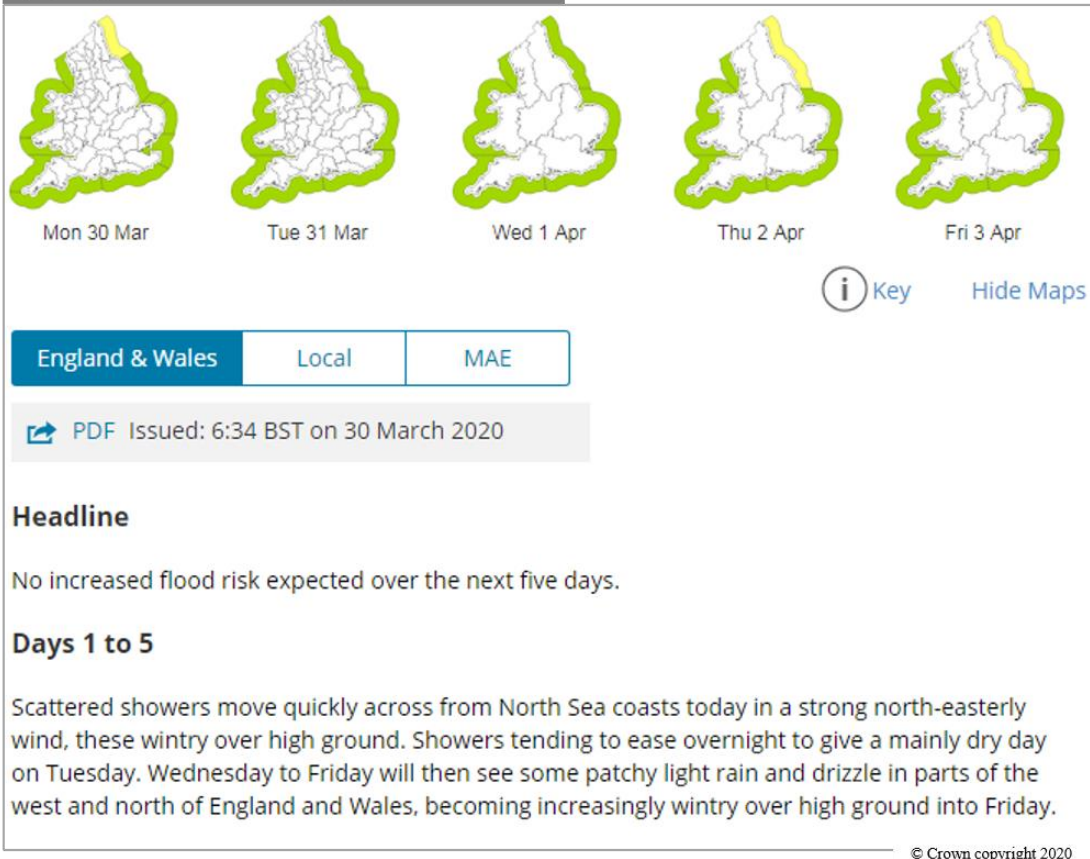 Mon 30 Mar
Tue 31 Mar
Wed 1 Apr
Thu 2 Apr
Fri 3 Apr
i Key
Hide Maps
England & Wales
Local
MAE
PDF Issued: 6:34 BST on 30 March 2020
Headline
No increased flood risk expected over the next five days.
Days 1 to 5
Scattered showers move quickly across from North Sea coasts today in a strong north-easterly
wind, these wintry over high ground. Showers tending to ease overnight to give a mainly dry day
on Tuesday. Wednesday to Friday will then see some patchy light rain and drizzle in parts of the
west and north of England and Wales, becoming increasingly wintry over high ground into Friday.
© Crown copyright 2020